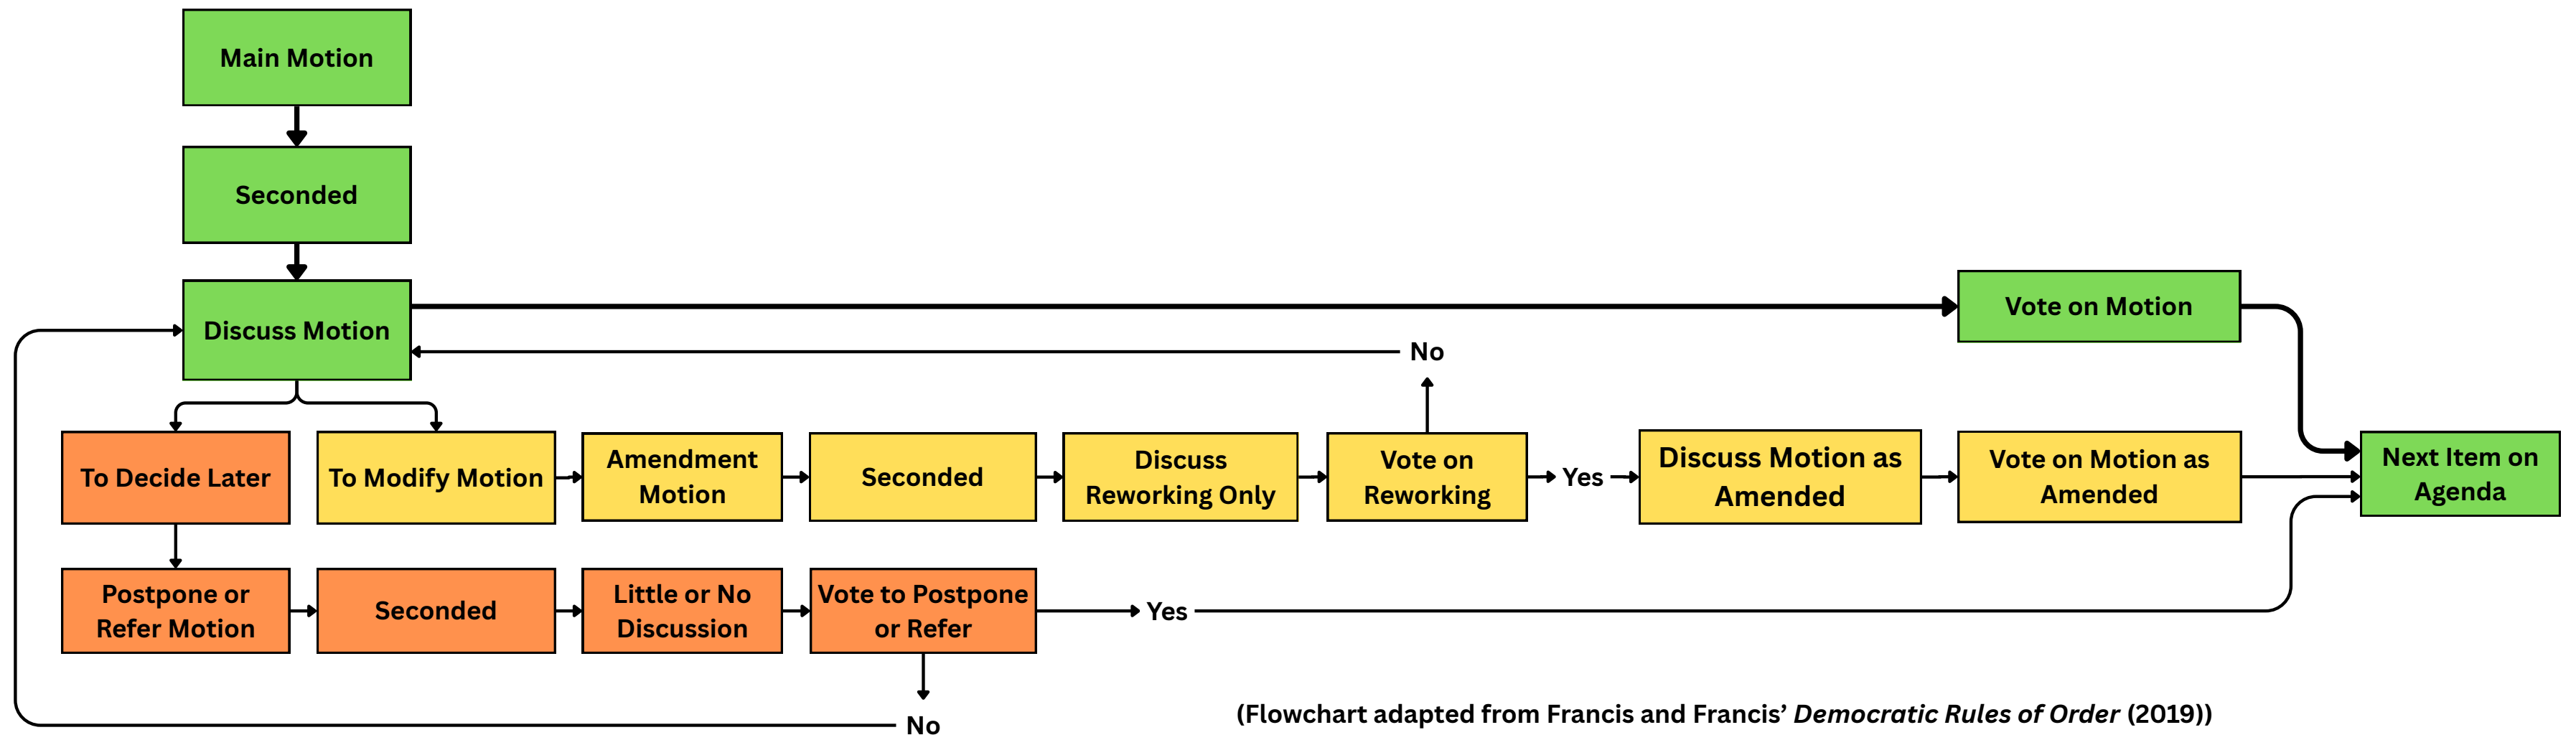 Main Motion
Seconded
Discuss Motion
Vote on Motion
No
To Decide Later
To Modify Motion
Amendment
Motion
Seconded
Discuss
Reworking Only
Vote on
Reworking
Yes
Discuss Motion as
Amended
Vote on Motion as
Amended
Next Item on
Agenda
Postpone or
Refer Motion
Seconded
Little or No
Discussion
Vote to Postpone
or Refer
Yes
No
(Flowchart adapted from Francis and Francis’ Democratic Rules of Order (2019))